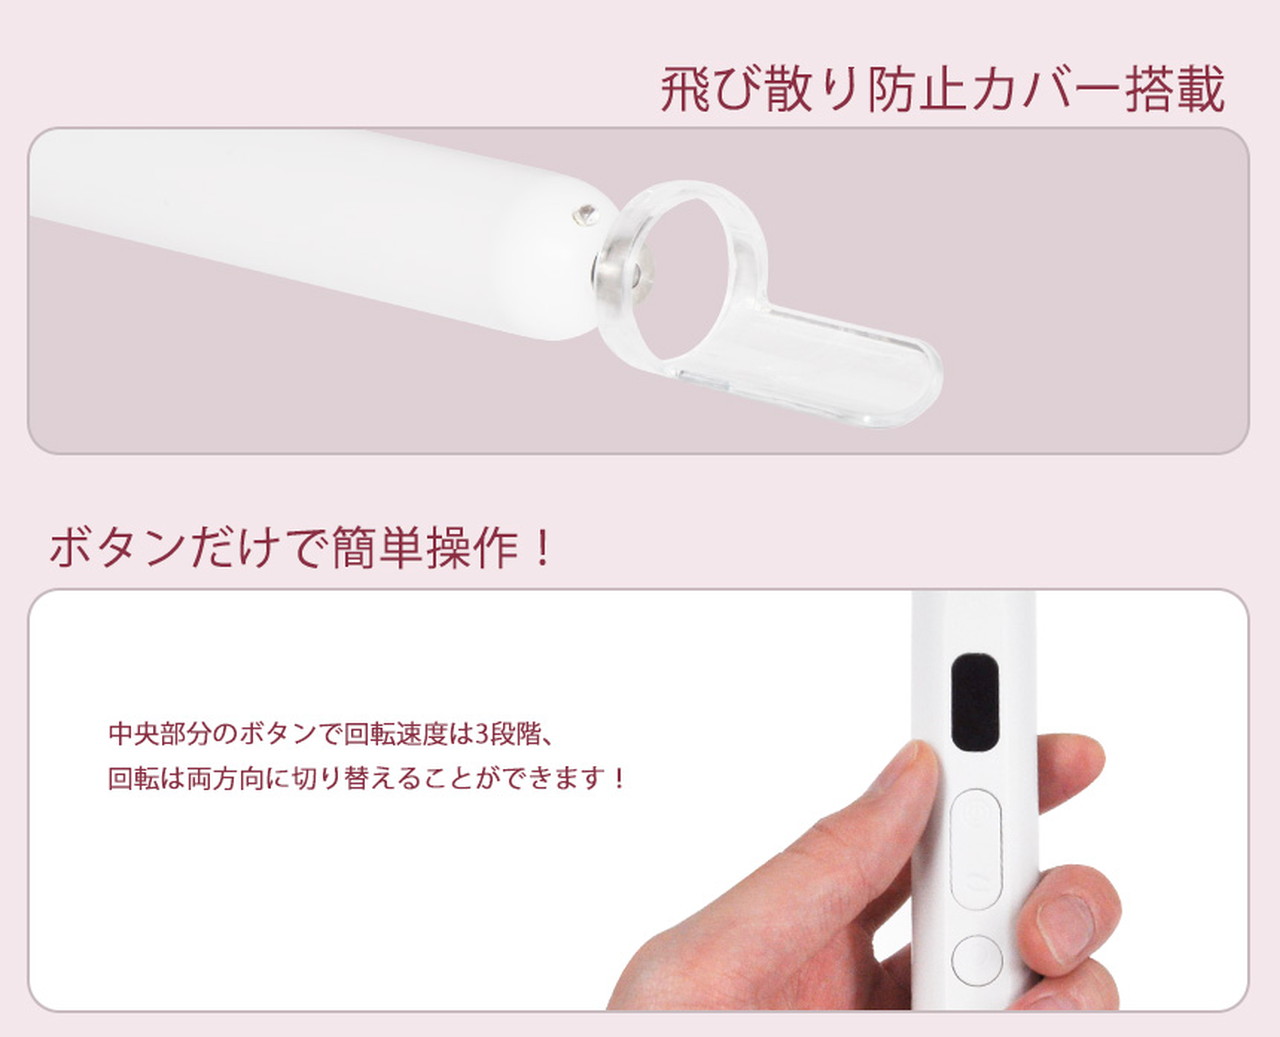 飛び散り防止カバー搭載
ボタンだけで簡単操作！
中央部分のボタンで回転速度は3段階、
回転は両方向に切り替えることができます！